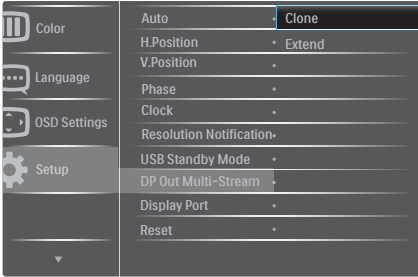 Color
Language
OSD Settings
Setup
Auto
H.Position
V.Position
Phase
Clock
Resolution Notification
USB Standby Mode
DP Out Multi-Stream
Display Port
Reset
Clone
Extend